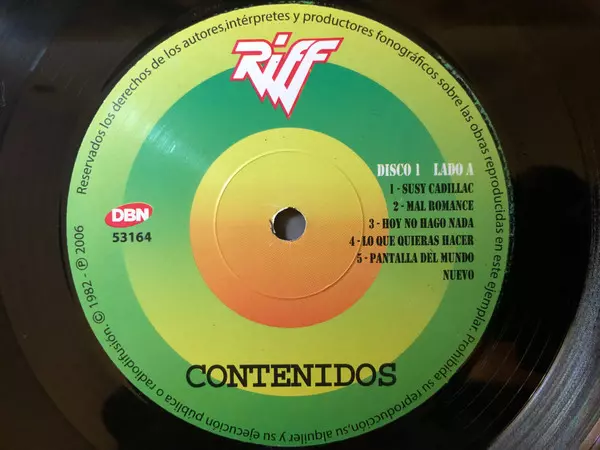 Reservados los derechos de los autores,intérpretes y productores fonográficos sobre las obras reproducidas en este ejemplar. Prohibida su reproducción,su alquiler y su ejecución pública o radiodifusión. © 1982 - ℗ 2006
Riff
DISCO 1 LADO A
1 - SUSY CADILLAC
2 - MAL ROMANCE
3 - HOY NO HAGO NADA
4 - LO QUE QUIERAS HACER
5 - PANTALLA DEL MUNDO
NUEVO
DBN
53164
CONTENIDOS